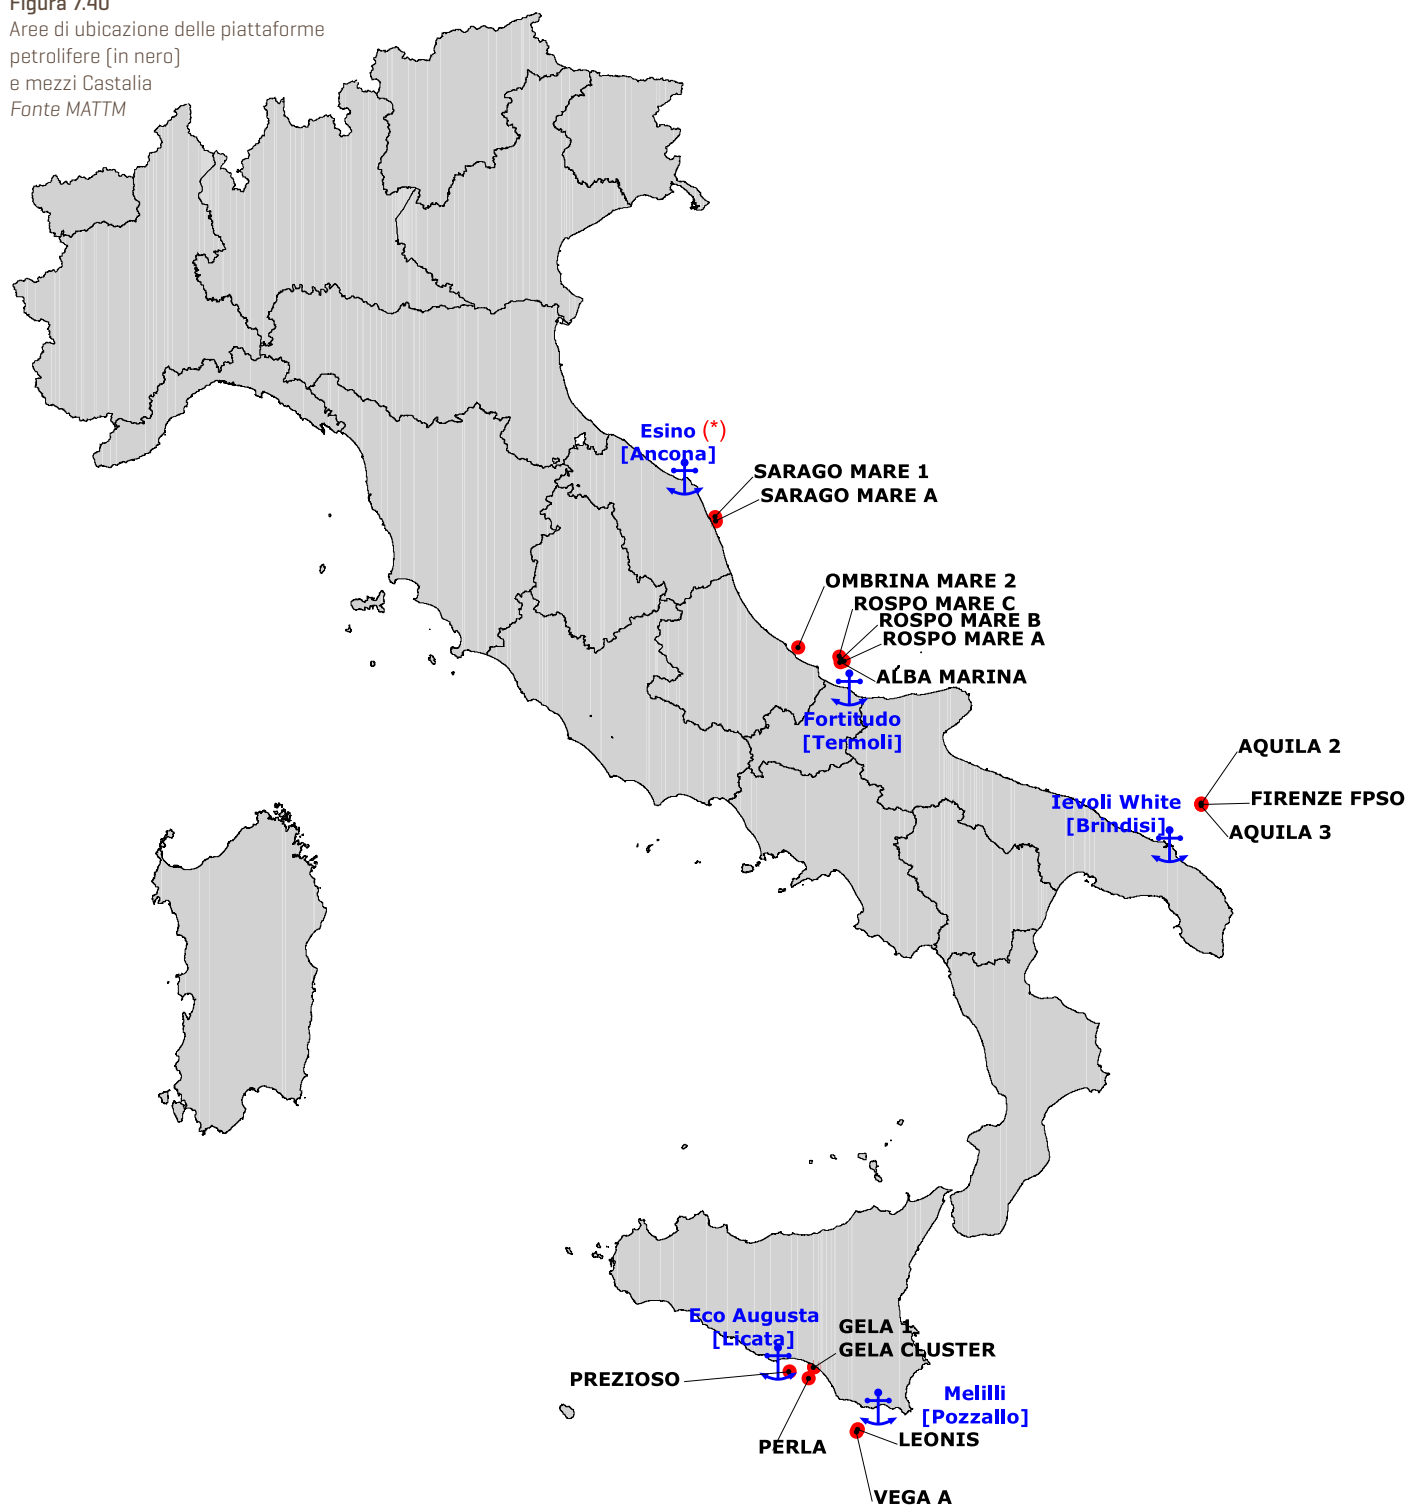 Figura 7.40
Aree di ubicazione delle piattaforme
petrolifere (in nero)
e mezzi Castalia
Fonte MATTM
Esino (*)
[Ancona]
SARAGO MARE 1
SARAGO MARE A
OMBRINA MARE 2
ROSPO MARE C
ROSPO MARE B
ROSPO MARE A
ALBA MARINA
Fortitudo
[Termoli]
AQUILA 2
FIRENZE FPSO
AQUILA 3
Ievoli White
[Brindisi]
Eco Augusta
[Licata]
GELA 1
GELA CLUSTER
PREZIOSO
PERLA
Melilli
[Pozzallo]
LEONIS
VEGA A